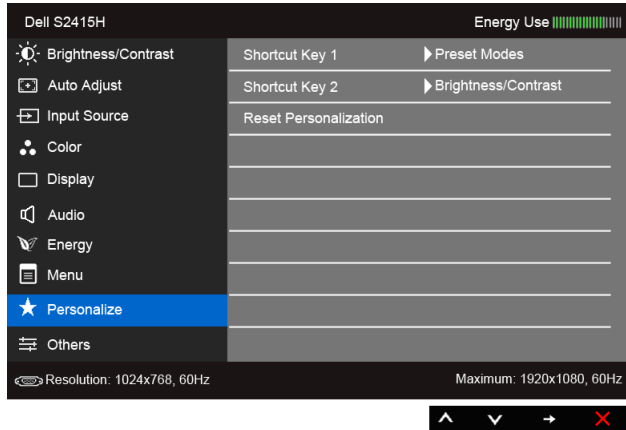 Dell S2415H Energy Use
Brightness/Contrast
Auto Adjust
Input Source
Color
Display
Audio
Energy
Menu
Personalize
Others
Shortcut Key 1 Preset Modes
Shortcut Key 2 Brightness/Contrast
Reset Personalization
Resolution: 1024x768, 60Hz Maximum: 1920x1080, 60Hz